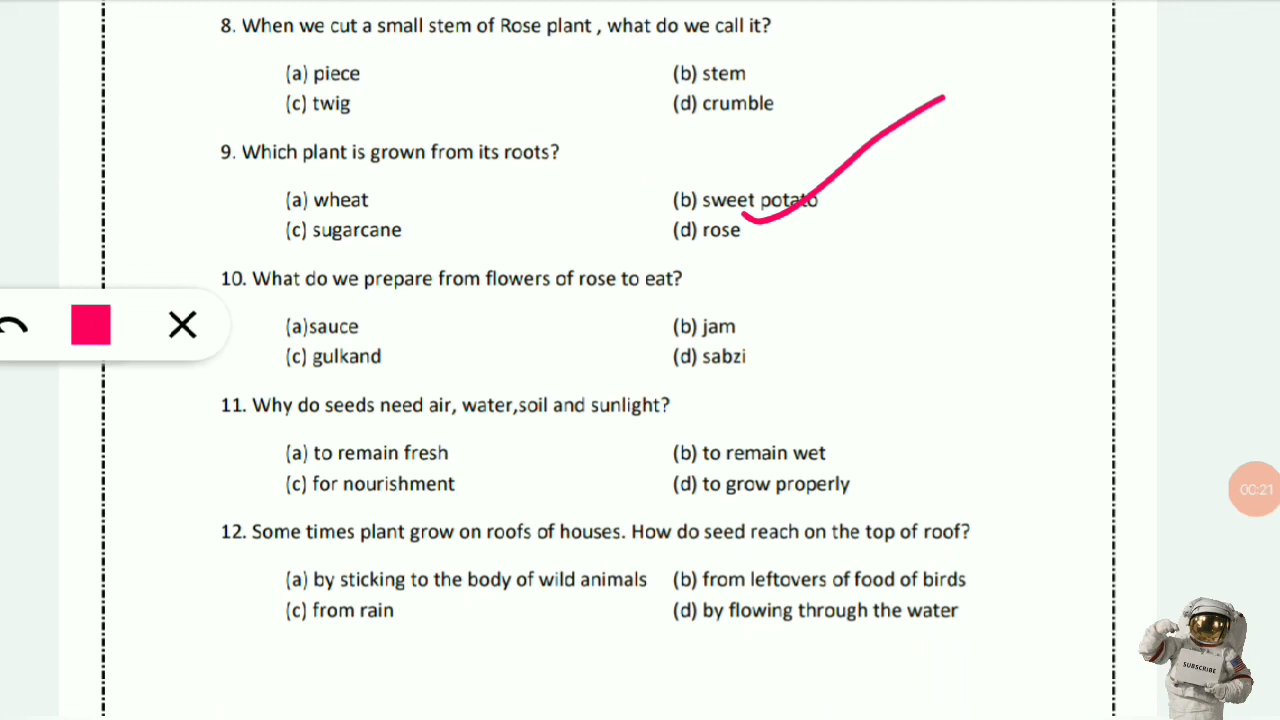 8. When we cut a small stem of Rose plant , what do we call it?
(a) piece (b) stem
(c) twig (d) crumble
9. Which plant is grown from its roots?
(a) wheat (b) sweet potato
(c) sugarcane (d) rose
10. What do we prepare from flowers of rose to eat?
(a)sauce (b) jam
(c) gulkand (d) sabzi
11. Why do seeds need air, water,soil and sunlight?
(a) to remain fresh (b) to remain wet
(c) for nourishment (d) to grow properly
12. Some times plant grow on roofs of houses. How do seed reach on the top of roof?
(a) by sticking to the body of wild animals (b) from leftovers of food of birds
(c) from rain (d) by flowing through the water
00:21
SUBSCRIBE